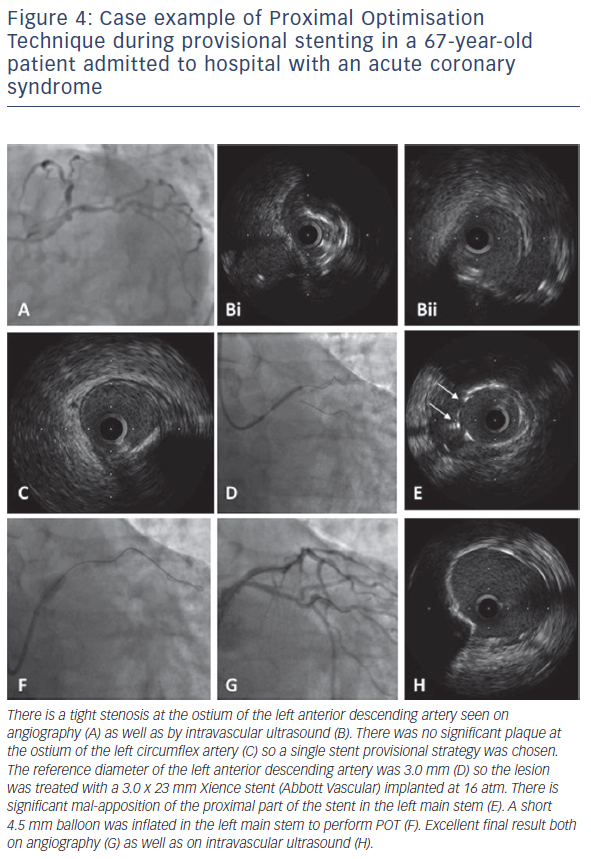 Figure 4: Case example of Proximal Optimisation
Technique during provisional stenting in a 67-year-old
patient admitted to hospital with an acute coronary
syndrome
A
Bi
Bii
C
D
E
F
G
H
There is a tight stenosis at the ostium of the left anterior descending artery seen on
angiography (A) as well as by intravascular ultrasound (B). There was no significant plaque at
the ostium of the left circumflex artery (C) so a single stent provisional strategy was chosen.
The reference diameter of the left anterior descending artery was 3.0 mm (D) so the lesion
was treated with a 3.0 x 23 mm Xience stent (Abbott Vascular) implanted at 16 atm. There is
significant mal-apposition of the proximal part of the stent in the left main stem (E). A short
4.5 mm balloon was inflated in the left main stem to perform POT (F). Excellent final result both
on angiography (G) as well as on intravascular ultrasound (H).